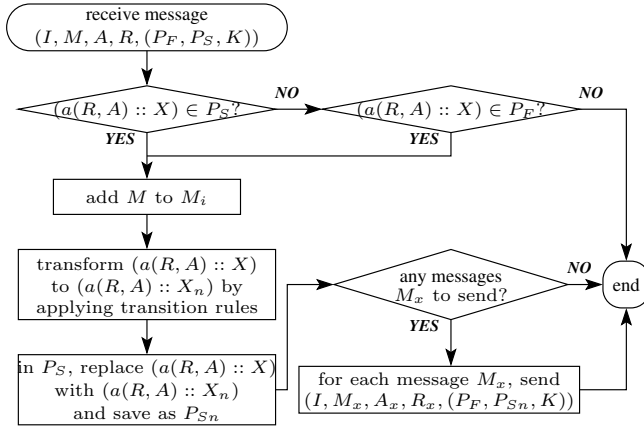 receive message
(I, M, A, R, (P_F, P_S, K))
(a(R, A) :: X) ∈ P_S?
NO
(a(R, A) :: X) ∈ P_F?
NO
YES
YES
add M to M_i
transform (a(R, A) :: X)
to (a(R, A) :: X_n) by
applying transition rules
any messages
M_x to send?
NO
end
YES
in P_S, replace (a(R, A) :: X)
with (a(R, A) :: X_n)
and save as P_Sn
for each message M_x, send
(I, M_x, A_x, R_x, (P_F, P_Sn, K))